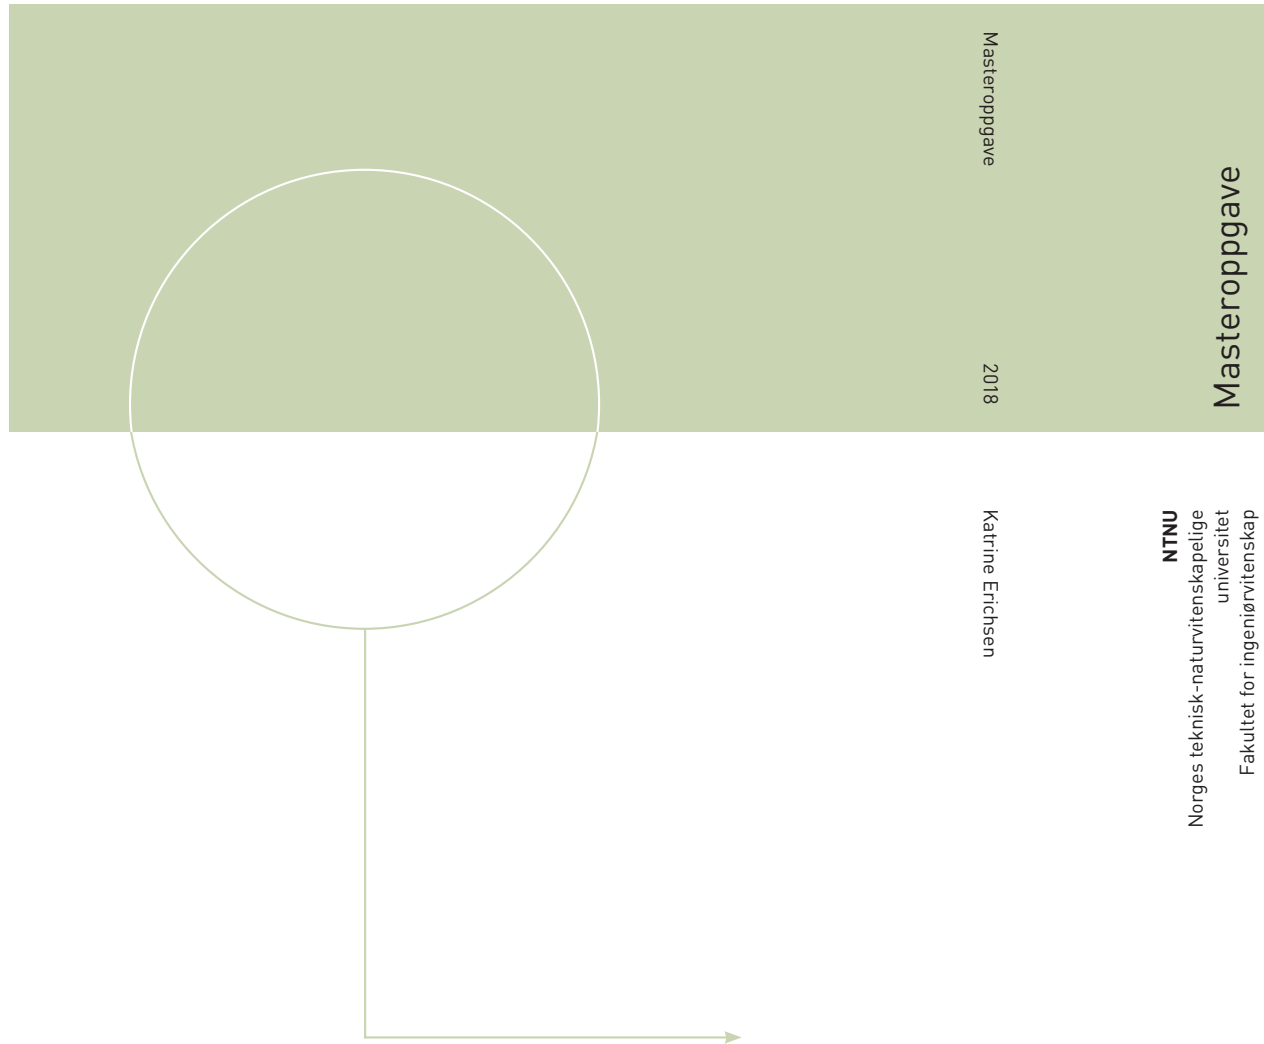 Masteroppgave
2018
Katrine Erichsen
Masteroppgave
NTNU
Norges teknisk-naturvitenskapelige
universitet
Fakultet for ingeniørvitenskap